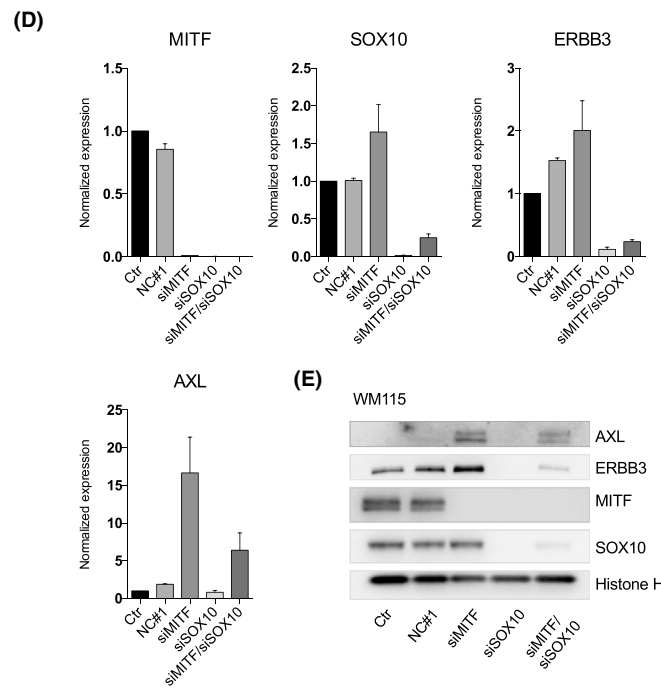 (D)
MITF
SOX10
ERBB3
Normalized expression
1.5
1.0
0.5
0.0
Ctr
NC#1
siMITF
siSOX10
siMITF/siSOX10
Normalized expression
2.5
2.0
1.5
1.0
0.5
0.0
Ctr
NC#1
siMITF
siSOX10
siMITF/siSOX10
Normalized expression
3
2
1
0
Ctr
NC#1
siMITF
siSOX10
siMITF/siSOX10
AXL
Normalized expression
25
20
15
10
5
0
Ctr
NC#1
siMITF
siSOX10
siMITF/siSOX10
(E)
WM115
AXL
ERBB3
MITF
SOX10
Histone H
Ctr
NC#1
siMITF
siSOX10
siMITF/
siSOX10